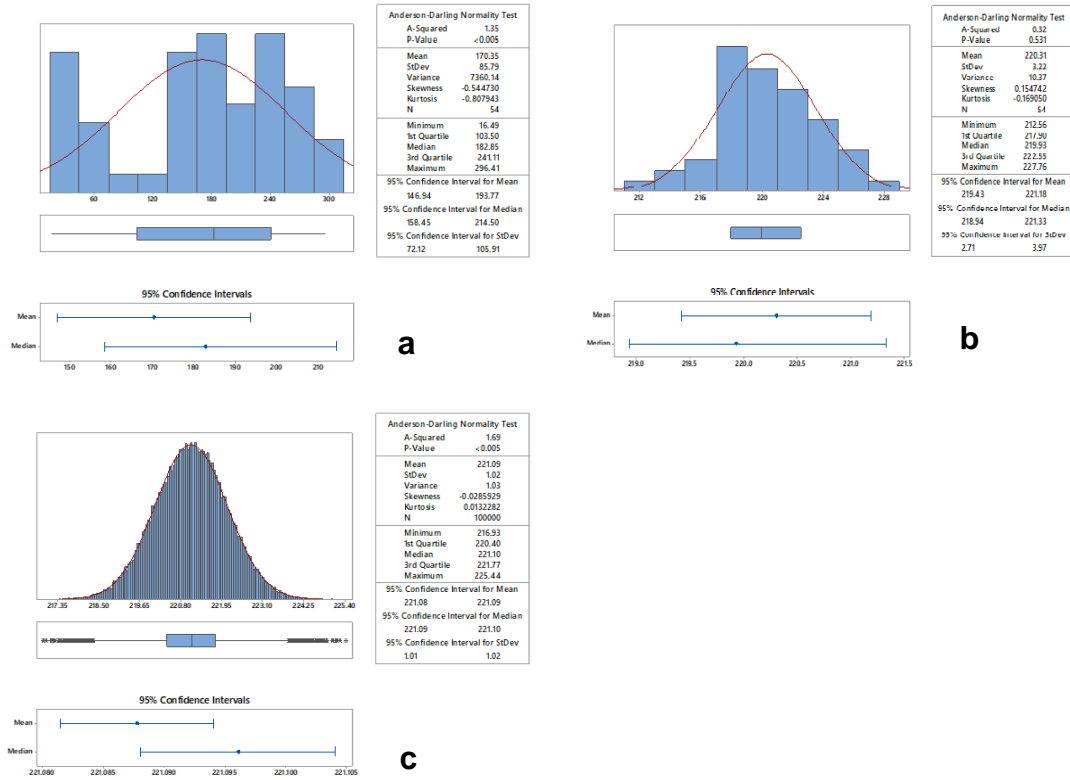 Anderson-Darling Normality Test
A-Squared 1.35
P-Value <0.005
Mean 170.35
StDev 85.79
Variance 7360.14
Skewness -0.544730
Kurtosis -0.807943
N 54
Minimum 16.49
1st Quartile 103.50
Median 182.85
3rd Quartile 241.11
Maximum 296.41
95% Confidence Interval for Mean
146.94 193.77
95% Confidence Interval for Median
158.45 214.50
95% Confidence Interval for StDev
72.12 105.91
60 120 180 240 300
95% Confidence Intervals
Mean
Median
150 160 170 180 190 200 210
a
Anderson-Darling Normality Test
A-Squared 0.32
P-Value 0.531
Mean 220.31
StDev 3.22
Variance 10.37
Skewness 0.154742
Kurtosis -0.169050
N 54
Minimum 212.56
1st Quartile 217.90
Median 219.93
3rd Quartile 222.55
Maximum 227.76
95% Confidence Interval for Mean
219.43 221.18
95% Confidence Interval for Median
218.94 221.33
95% Confidence Interval for StDev
2.71 3.97
212 216 220 224 228
95% Confidence Intervals
Mean
Median
219.0 219.5 220.0 220.5 221.0 221.5
b
Anderson-Darling Normality Test
A-Squared 1.69
P-Value <0.005
Mean 221.09
StDev 1.02
Variance 1.03
Skewness -0.0285929
Kurtosis 0.0132282
N 100000
Minimum 216.93
1st Quartile 220.40
Median 221.10
3rd Quartile 221.77
Maximum 225.44
95% Confidence Interval for Mean
221.08 221.09
95% Confidence Interval for Median
221.09 221.10
95% Confidence Interval for StDev
1.01 1.02
217.35 218.50 219.65 220.80 221.95 223.10 224.25 225.40
95% Confidence Intervals
Mean
Median
221.080 221.085 221.090 221.095 221.100 221.105
c